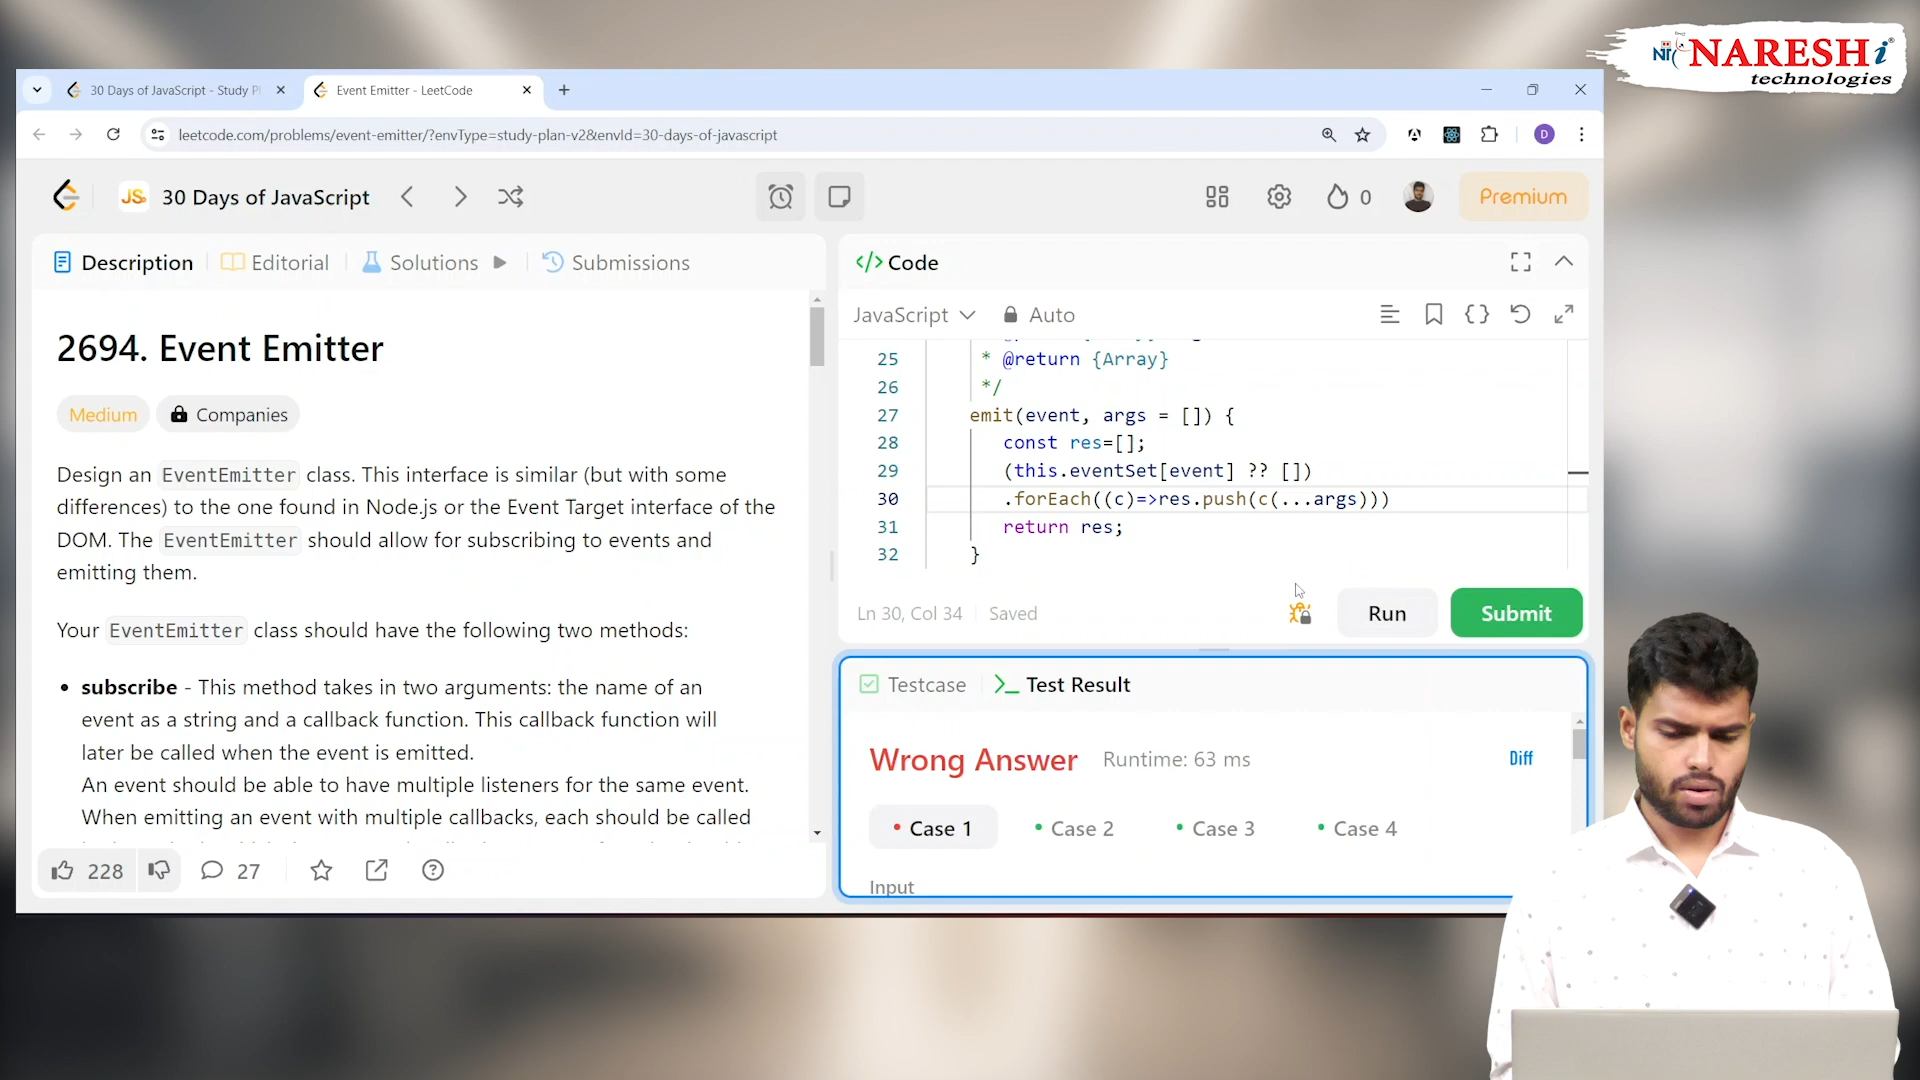 NARESH i
technologies
30 Days of JavaScript - Study Pl
Event Emitter - LeetCode
leetcode.com/problems/event-emitter/?envType=study-plan-v2&envId=30-days-of-javascript
D
JS 30 Days of JavaScript
0
Premium
Description
Editorial
Solutions
Submissions
2694. Event Emitter
Medium
Companies
Design an EventEmitter class. This interface is similar (but with some
differences) to the one found in Node.js or the Event Target interface of the
DOM. The EventEmitter should allow for subscribing to events and
emitting them.
Your EventEmitter class should have the following two methods:
• subscribe - This method takes in two arguments: the name of an
event as a string and a callback function. This callback function will
later be called when the event is emitted.
An event should be able to have multiple listeners for the same event.
When emitting an event with multiple callbacks, each should be called
228
27
</> Code
JavaScript
Auto
25 * @return {Array}
26 */
27 emit(event, args = []) {
28 const res=[];
29 (this.eventSet[event] ?? [])
30 .forEach((c)=>res.push(c(...args)))
31 return res;
32 }
Ln 30, Col 34
Saved
Run
Submit
Testcase
Test Result
Wrong Answer
Runtime: 63 ms
Diff
Case 1
Case 2
Case 3
Case 4
Input